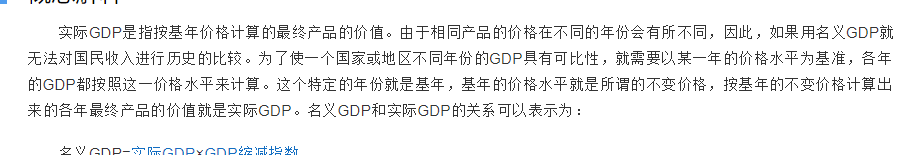 实际GDP是指按基年价格计算的最终产品的价值。由于相同产品的价格在不同的年份会有所不同，因此，如果用名义GDP就
无法对国民收入进行历史的比较。为了使一个国家或地区不同年份的GDP具有可比性，就需要以某一年的价格水平为基准，各年
的GDP都按照这一价格水平来计算。这个特定的年份就是基年，基年的价格水平就是所谓的不变价格，按基年的不变价格计算出
来的各年最终产品的价值就是实际GDP。名义GDP和实际GDP的关系可以表示为：
名义GDP=实际GDP×GDP缩减指数